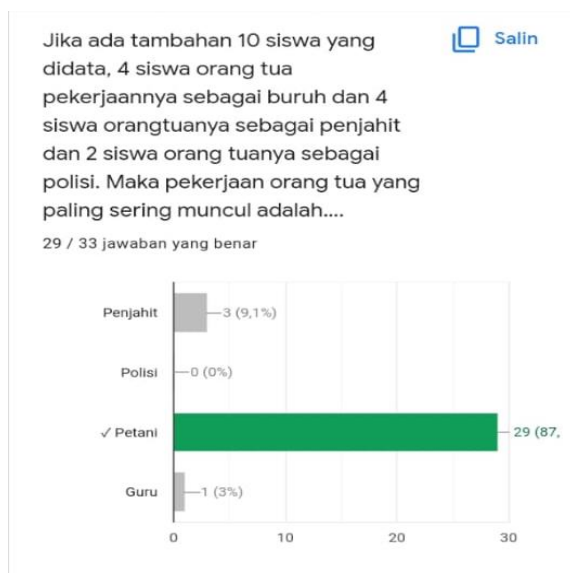 Jika ada tambahan 10 siswa yang
Salin
didata, 4 siswa orang tua
pekerjaannya sebagai buruh dan 4
siswa orangtuanya sebagai penjahit
dan 2 siswa orang tuanya sebagai
polisi. Maka pekerjaan orang tua yang
paling sering muncul adalah....
29 / 33 jawaban yang benar
Penjahit 3 (9,1%)
Polisi 0 (0%)
✓ Petani 29 (87,
Guru 1 (3%)
0 10 20 30